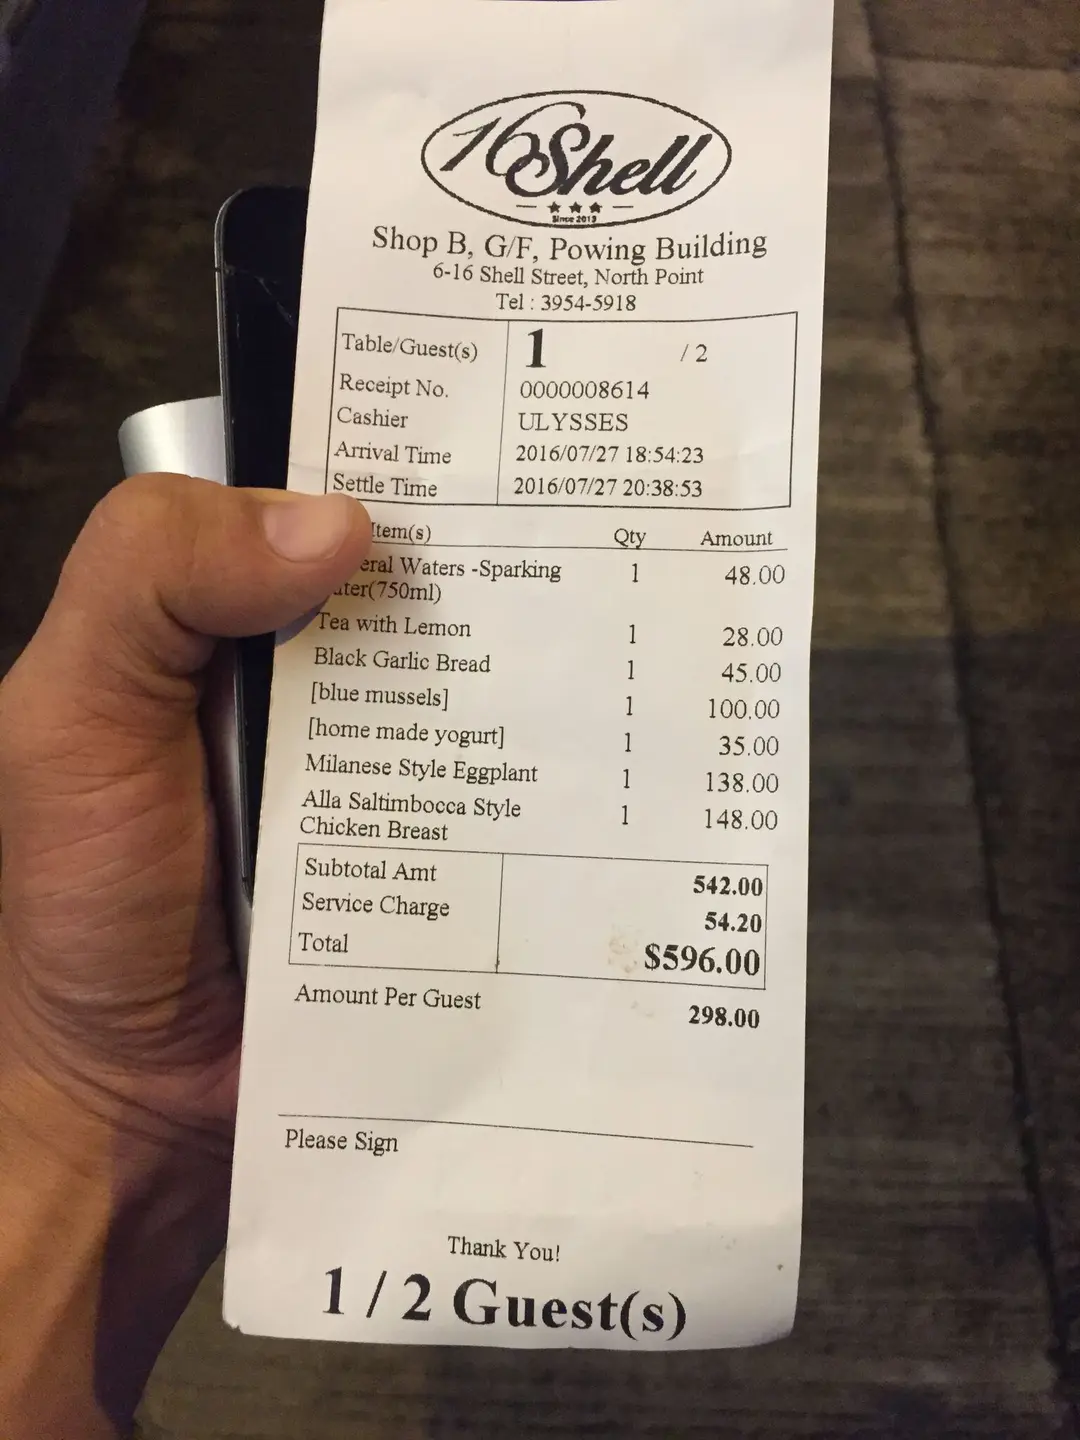 16 Shell
Since 2013
Shop B, G/F, Powing Building
6-16 Shell Street, North Point
Tel : 3954-5918
Table/Guest(s) 1 / 2
Receipt No. 0000008614
Cashier ULYSSES
Arrival Time 2016/07/27 18:54:23
Settle Time 2016/07/27 20:38:53
Item(s) Qty Amount
eral Waters -Sparking 1 48.00
ater(750ml)
Tea with Lemon 1 28.00
Black Garlic Bread 1 45.00
[blue mussels] 1 100.00
[home made yogurt] 1 35.00
Milanese Style Eggplant 1 138.00
Alla Saltimbocca Style 1 148.00
Chicken Breast
Subtotal Amt 542.00
Service Charge 54.20
Total $596.00
Amount Per Guest 298.00
Please Sign
Thank You!
1 / 2 Guest(s)